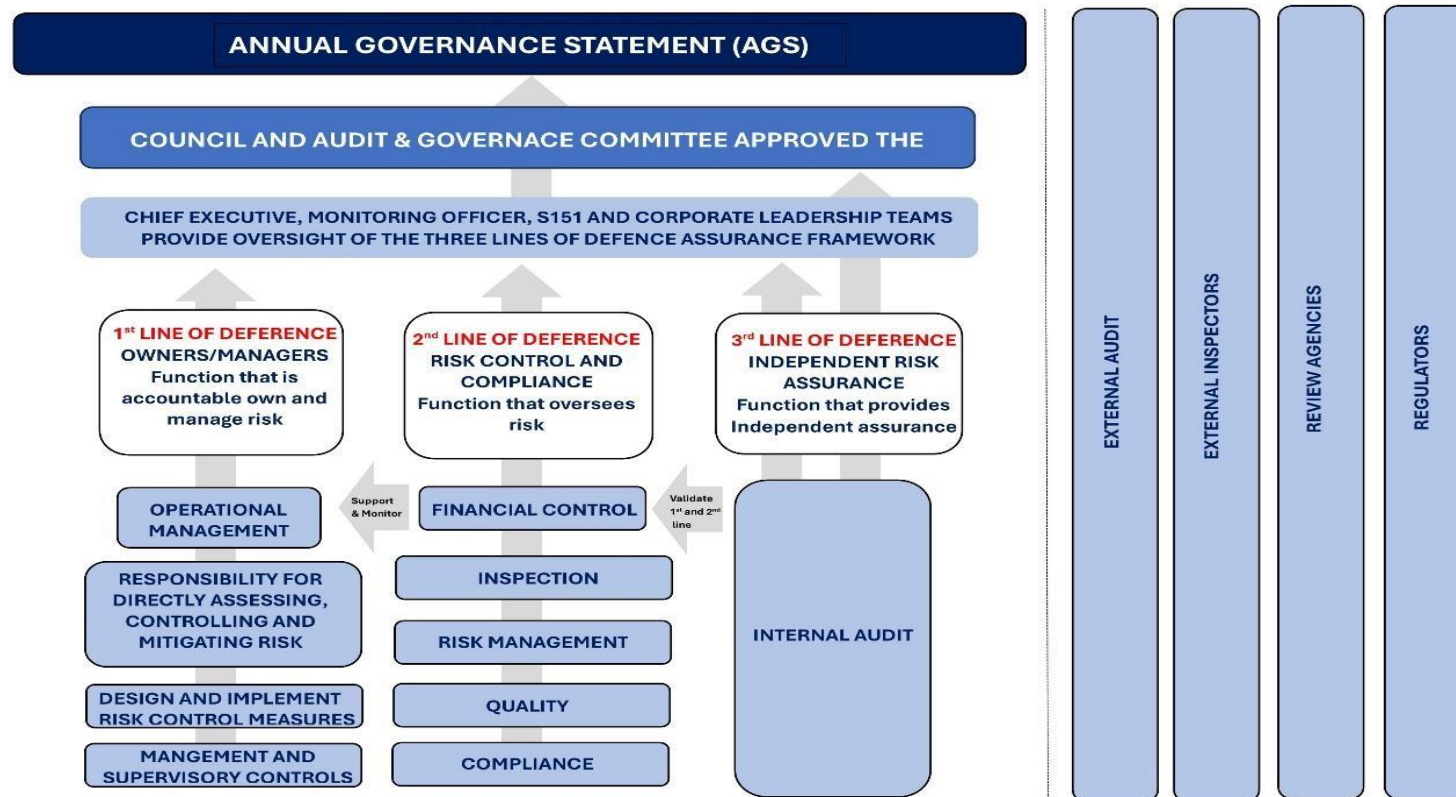 ANNUAL GOVERNANCE STATEMENT (AGS)
COUNCIL AND AUDIT & GOVERNACE COMMITTEE APPROVED THE
CHIEF EXECUTIVE, MONITORING OFFICER, S151 AND CORPORATE LEADERSHIP TEAMS
PROVIDE OVERSIGHT OF THE THREE LINES OF DEFENCE ASSURANCE FRAMEWORK
1st LINE OF DEFERENCE
OWNERS/MANAGERS
Function that is
accountable own and
manage risk
2nd LINE OF DEFERENCE
RISK CONTROL AND
COMPLIANCE
Function that oversees
risk
3rd LINE OF DEFERENCE
INDEPENDENT RISK
ASSURANCE
Function that provides
Independent assurance
OPERATIONAL
MANAGEMENT
Support
& Monitor
FINANCIAL CONTROL
Validate
1st and 2nd
line
RESPONSIBILITY FOR
DIRECTLY ASSESSING,
CONTROLLING AND
MITIGATING RISK
DESIGN AND IMPLEMENT
RISK CONTROL MEASURES
MANGEMENT AND
SUPERVISORY CONTROLS
INSPECTION
RISK MANAGEMENT
QUALITY
COMPLIANCE
INTERNAL AUDIT
EXTERNAL AUDIT
EXTERNAL INSPECTORS
REVIEW AGENCIES
REGULATORS